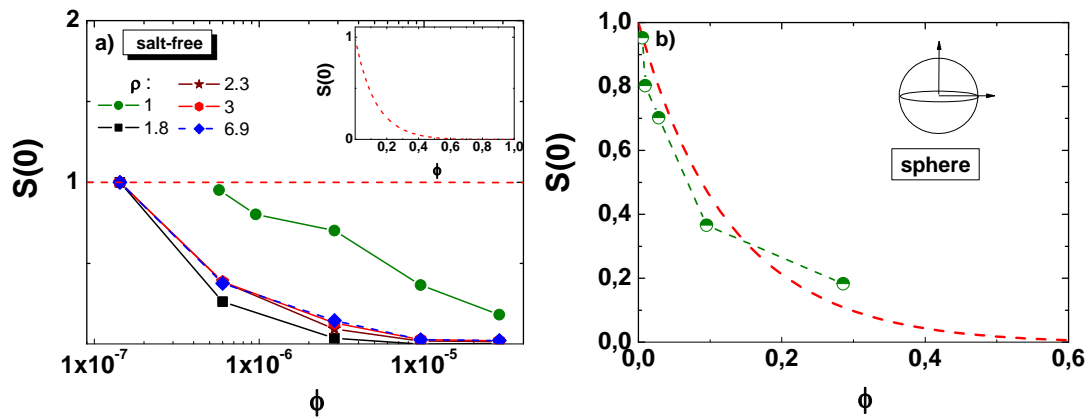 a) salt-free
ρ :
1
1.8
2.3
3
6.9
S(0)
2
1
1x10⁻⁷ 1x10⁻⁶ 1x10⁻⁵
ϕ
S(0)
1
0
0,2 0,4 0,6 0,8 1,0
ϕ
b)
sphere
S(0)
1,0
0,8
0,6
0,4
0,2
0,0
0,0 0,2 0,4 0,6
ϕ